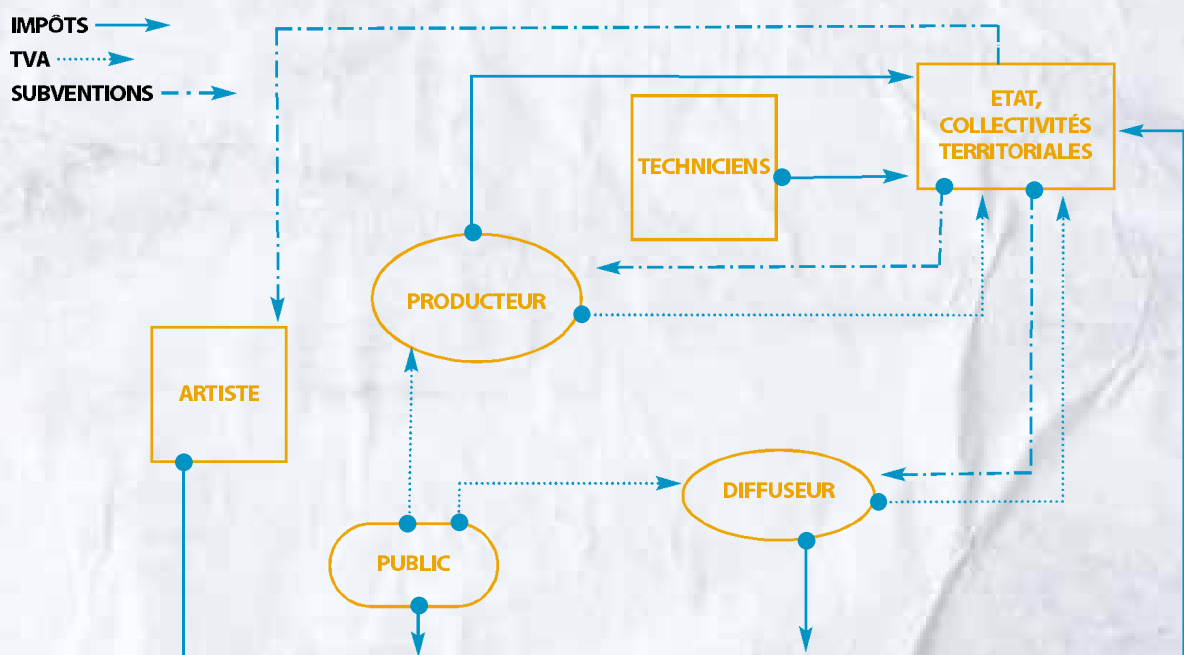 IMPÔTS
TVA
SUBVENTIONS
ETAT,
COLLECTIVITÉS
TERRITORIALES
TECHNICIENS
PRODUCTEUR
ARTISTE
DIFFUSEUR
PUBLIC